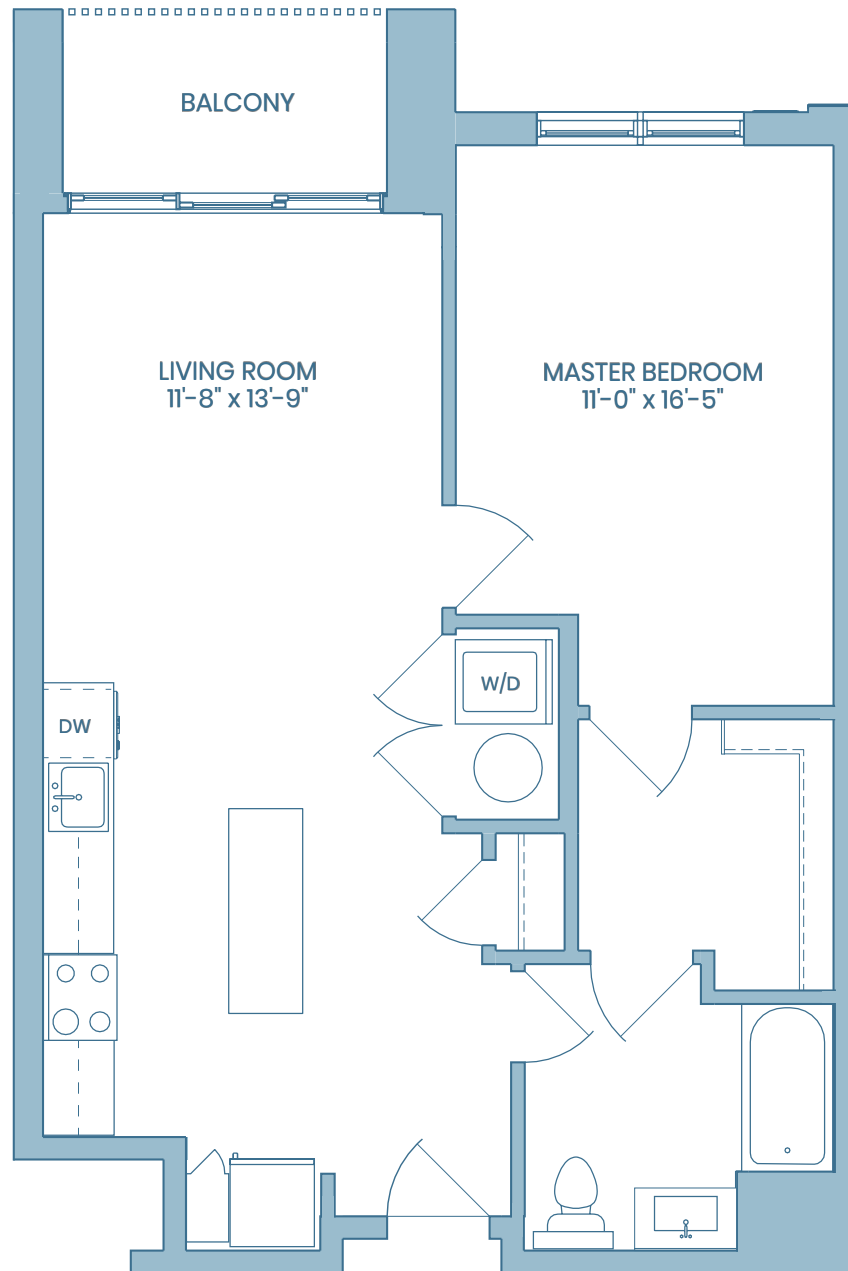 BALCONY
LIVING ROOM
11'-8" x 13'-9"
MASTER BEDROOM
11'-0" x 16'-5"
W/D
DW